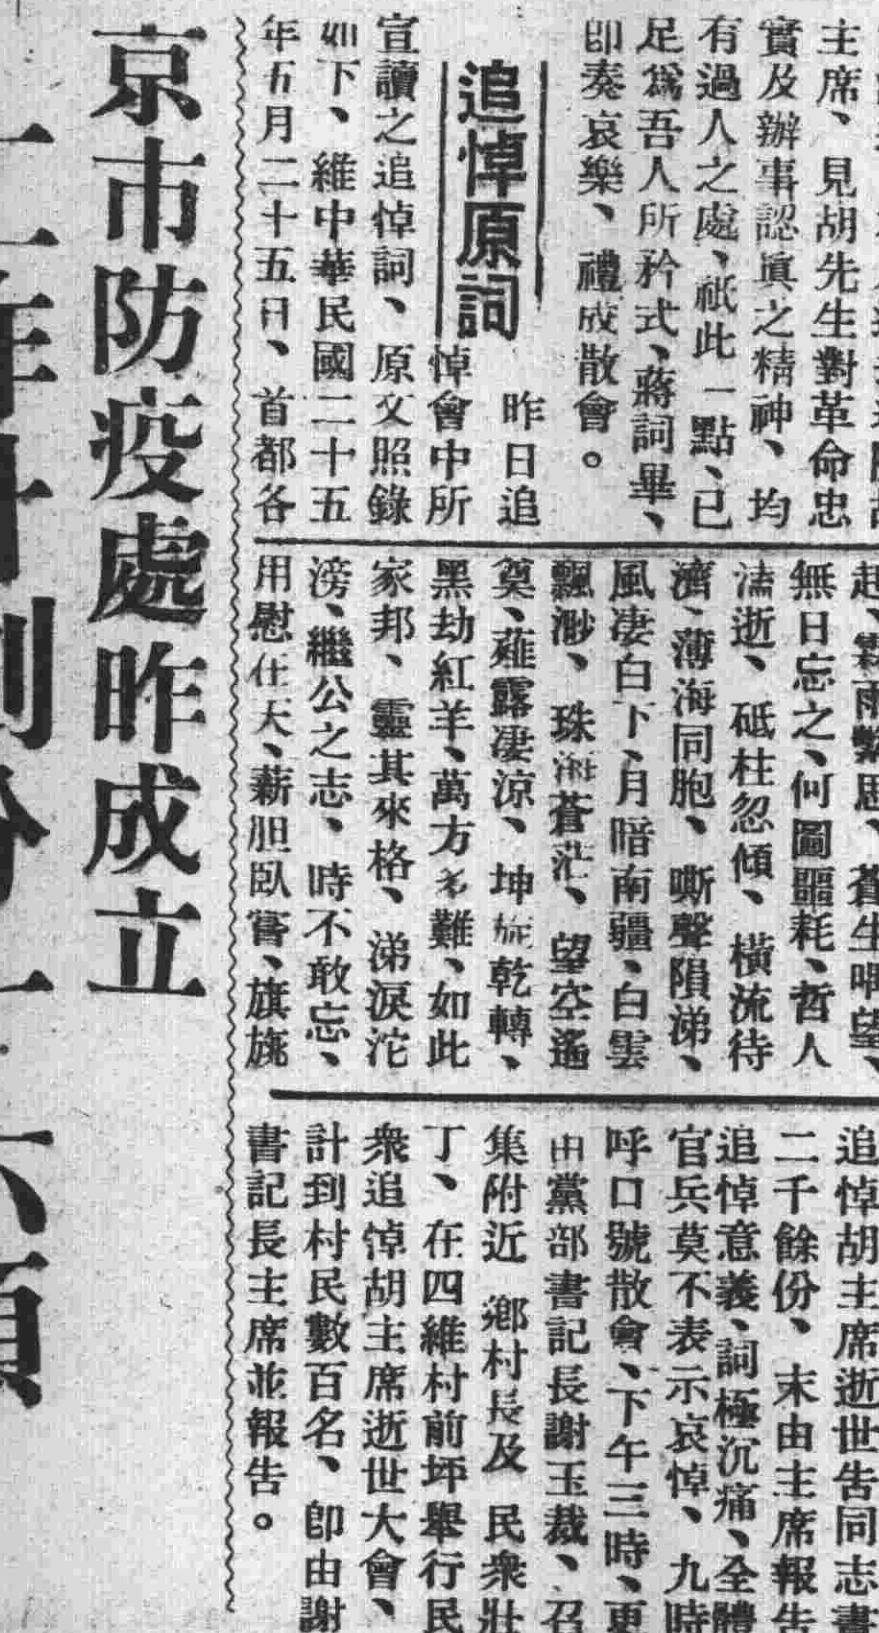 主席、見胡先生對革命忠
實及辦事認眞之精神、均
有過人之處、祇此一點、已
足爲吾人所矜式、蔣詞畢、
卽奏哀樂、禮成散會。
追悼原詞
昨日追
悼會中所
宣讀之追悼詞、原文照錄
如下、維中華民國二十五
年五月二十五日、首都各
起、霖雨繫思、蒼生喁望、
無日忘之、何圖噩耗、哲人
溘逝、砥柱忽傾、橫流待
濟、薄海同胞、嘶聲隕涕、
風凄白下、月暗南疆、白雲
飄渺、珠海蒼茫、望空遙
奠、薤露凄涼、坤旋乾轉、
黑劫紅羊、萬方多難、如此
家邦、靈其來格、涕淚沱
滂、繼公之志、時不敢忘、
用慰在天、薪胆臥嘗、旗旐
追悼胡主席逝世告同志書
二千餘份、末由主席報告
追悼意義、詞極沉痛、全體
官兵莫不表示哀悼、九時
呼口號散會、下午三時、更
由黨部書記長謝玉裁、召
集附近鄉村長及民衆壯
丁、在四維村前坪舉行民
衆追悼胡主席逝世大會、
計到村民數百名、卽由謝
書記長主席並報告。
京市防疫處昨成立